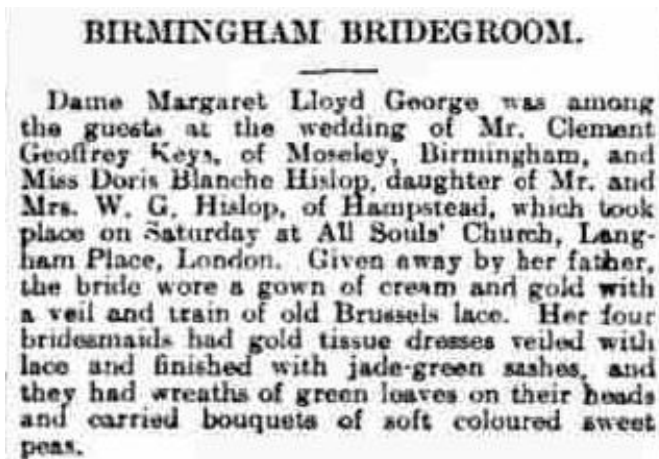 BIRMINGHAM BRIDEGROOM.
Dame Margaret Lloyd George was among
the guests at the wedding of Mr. Clement
Geoffrey Keys, of Moseley, Birmingham, and
Miss Doris Blanche Hislop, daughter of Mr. and
Mrs. W. G. Hislop, of Hampstead, which took
place on Saturday at All Souls' Church, Lang-
ham Place, London. Given away by her father,
the bride wore a gown of cream and gold with
a veil and train of old Brussels lace. Her four
bridesmaids had gold tissue dresses veiled with
lace and finished with jade-green sashes, and
they had wreaths of green leaves on their heads
and carried bouquets of soft coloured sweet
peas.